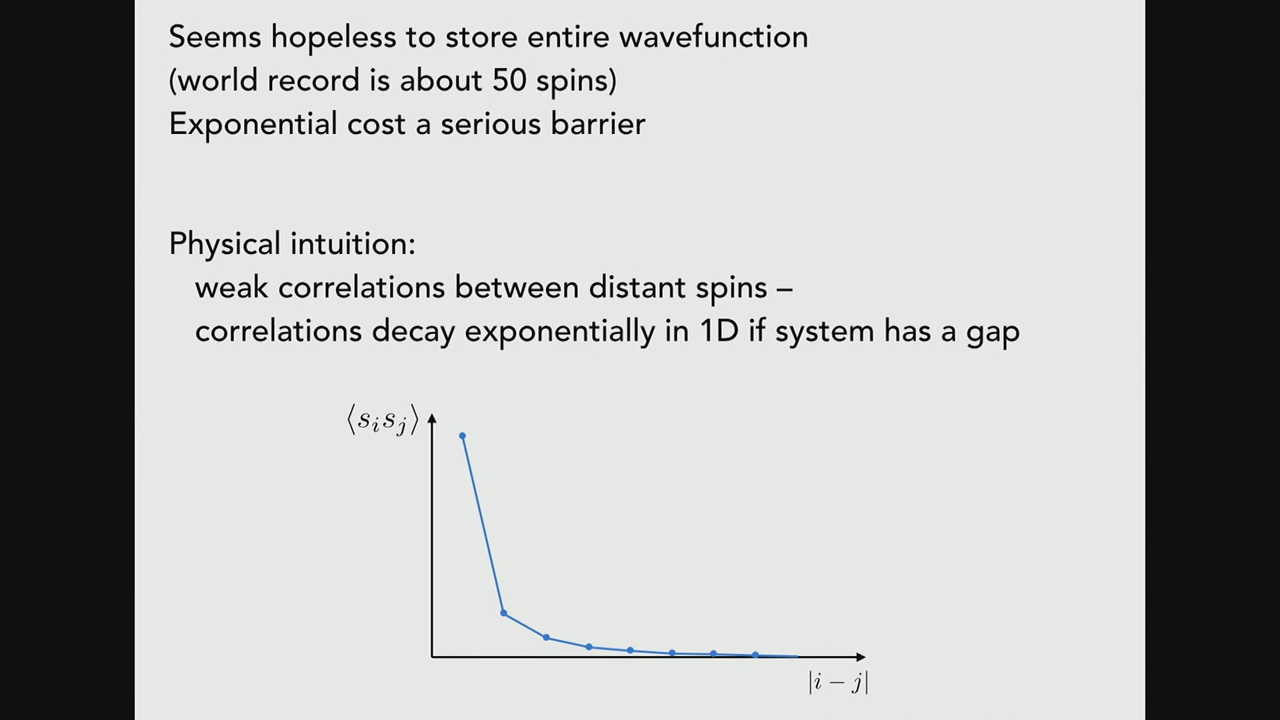 Seems hopeless to store entire wavefunction
(world record is about 50 spins)
Exponential cost a serious barrier
Physical intuition:
weak correlations between distant spins –
correlations decay exponentially in 1D if system has a gap
⟨s_i s_j⟩
|i − j|